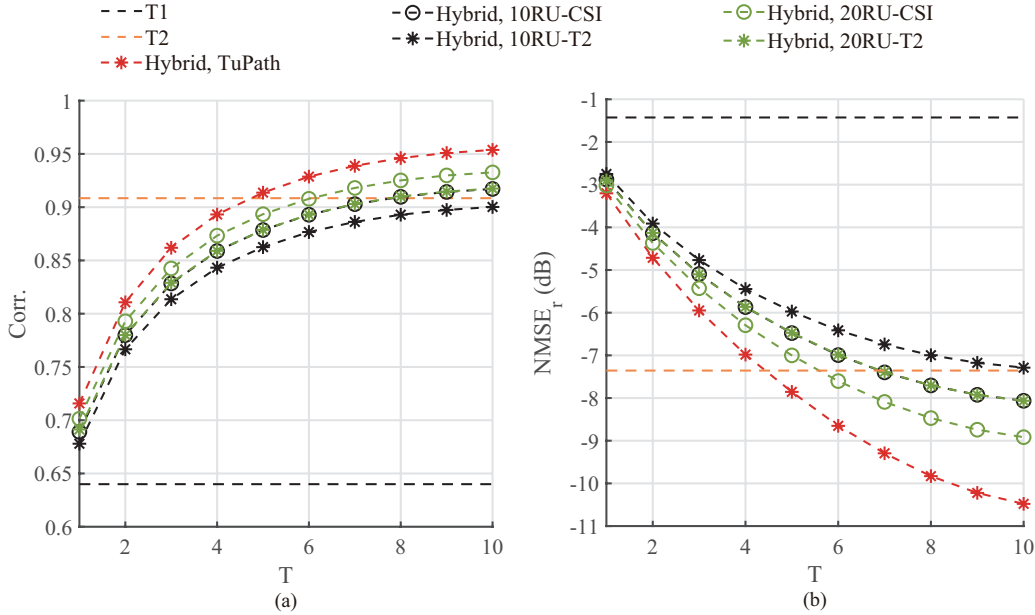 T1
T2
Hybrid, TuPath
Hybrid, 10RU-CSI
Hybrid, 10RU-T2
Hybrid, 20RU-CSI
Hybrid, 20RU-T2
1
0.95
0.9
0.85
0.8
0.75
0.7
0.65
0.6
Corr.
2 4 6 8 10
T
(a)
-1
-2
-3
-4
-5
-6
-7
-8
-9
-10
-11
NMSE_r (dB)
2 4 6 8 10
T
(b)